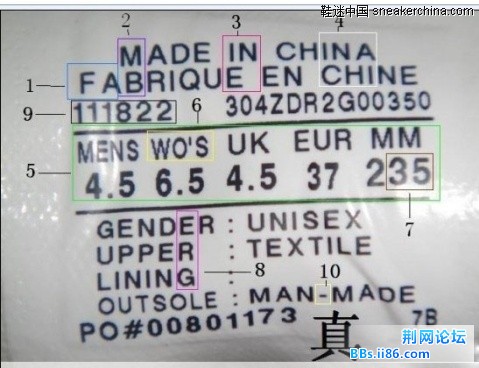 鞋迷中国 sneakerchina.com
2 3 4
MADE IN CHINA
1 FABRIQUE EN CHINE
9 111822 6 304ZDR2G00350
MENS WO'S UK EUR MM
5
4.5 6.5 4.5 37 235
7
GENDER : UNISEX
UPPER : TEXTILE
LINING : 8 10
OUTSOLE : MAN-MADE
PO#00801173 真. 7B
荆网论坛
BBs.ii86.com